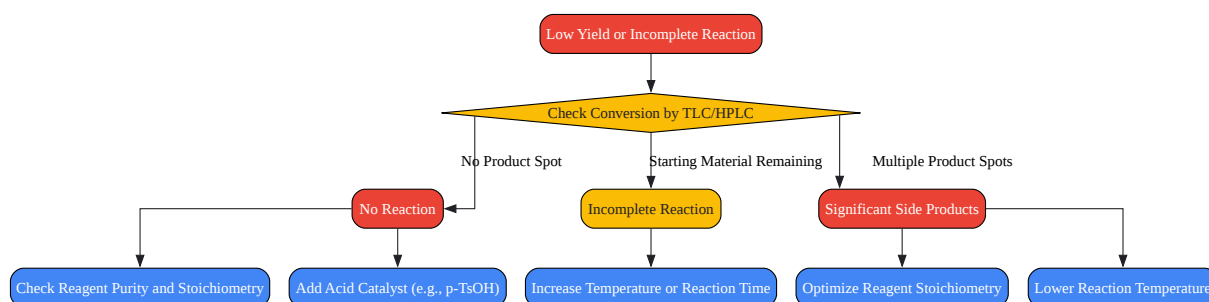 Low Yield or Incomplete Reaction
Check Conversion by TLC/HPLC
No Product Spot
Starting Material Remaining
Multiple Product Spots
No Reaction
Incomplete Reaction
Significant Side Products
Check Reagent Purity and Stoichiometry
Add Acid Catalyst (e.g., p-TsOH)
Increase Temperature or Reaction Time
Optimize Reagent Stoichiometry
Lower Reaction Temperature